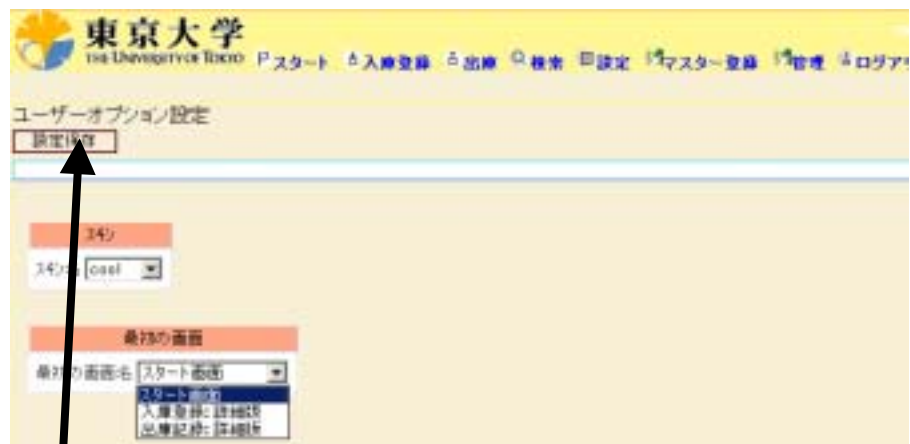 東京大学
THE UNIVERSITY OF TOKYO
スタート 入庫登録 出庫 検索 設定 マスター登録 管理 ログアウ
ユーザーオプション設定
設定保存
スキン
スキン名 cool
最初の画面
最初の画面名 スタート画面
スタート画面
入庫登録:詳細版
出庫記録:詳細版